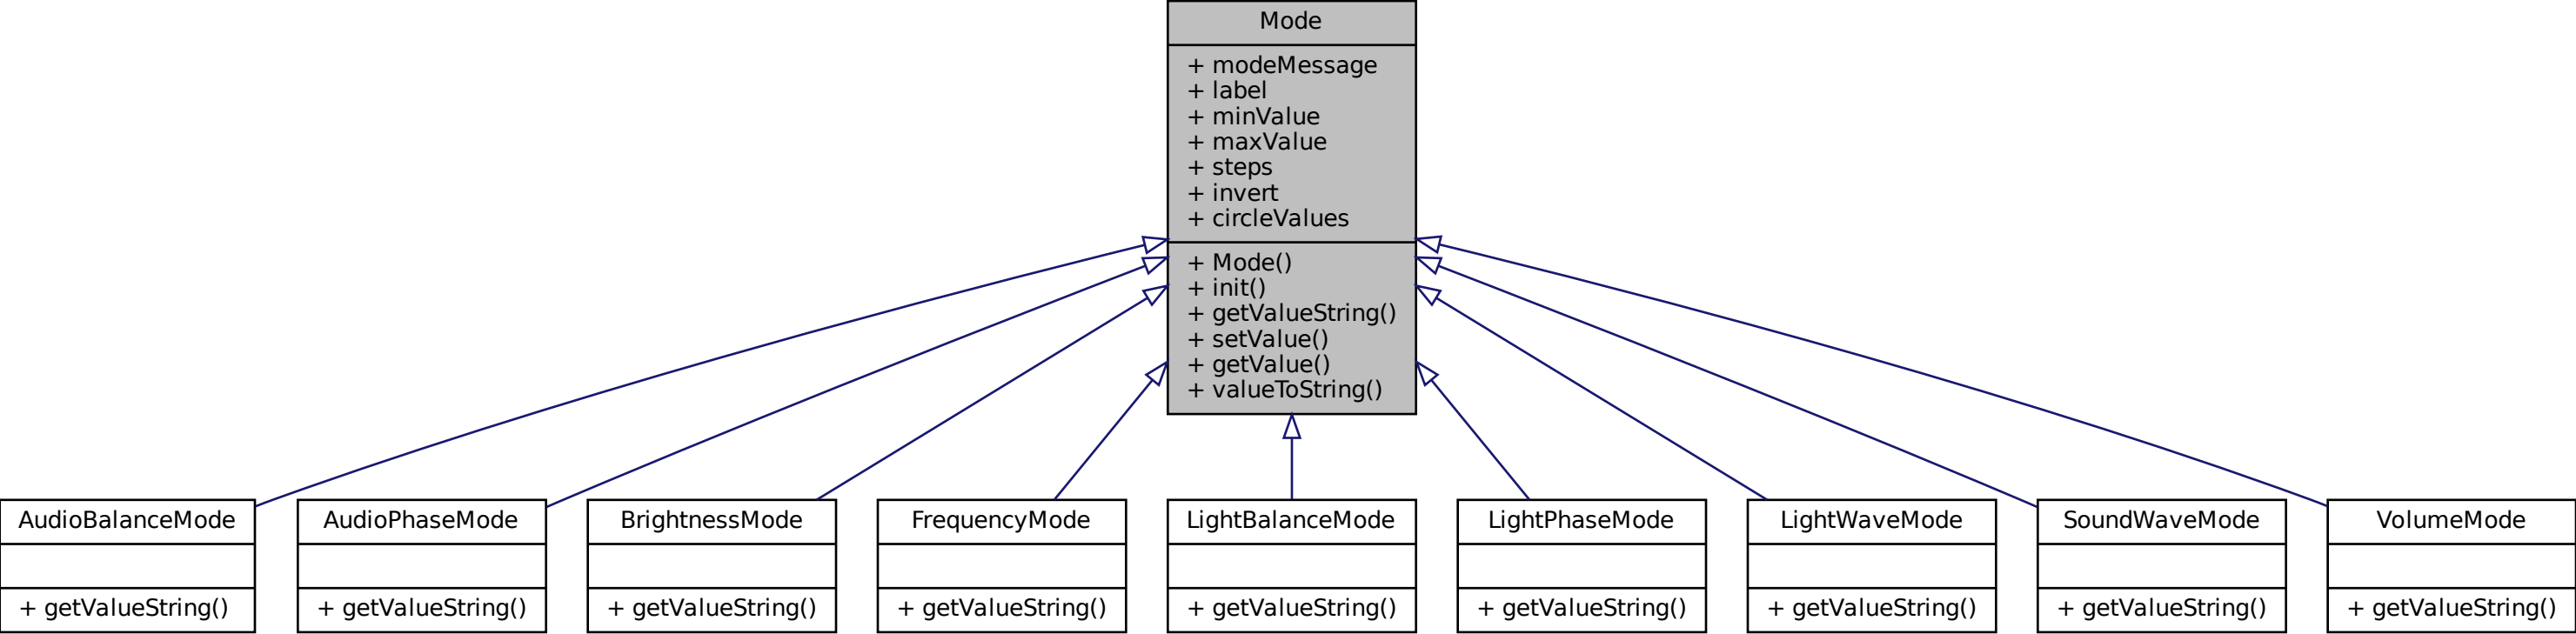 Mode
+ modeMessage
+ label
+ minValue
+ maxValue
+ steps
+ invert
+ circleValues
+ Mode()
+ init()
+ getValueString()
+ setValue()
+ getValue()
+ valueToString()
AudioBalanceMode
+ getValueString()
AudioPhaseMode
+ getValueString()
BrightnessMode
+ getValueString()
FrequencyMode
+ getValueString()
LightBalanceMode
+ getValueString()
LightPhaseMode
+ getValueString()
LightWaveMode
+ getValueString()
SoundWaveMode
+ getValueString()
VolumeMode
+ getValueString()